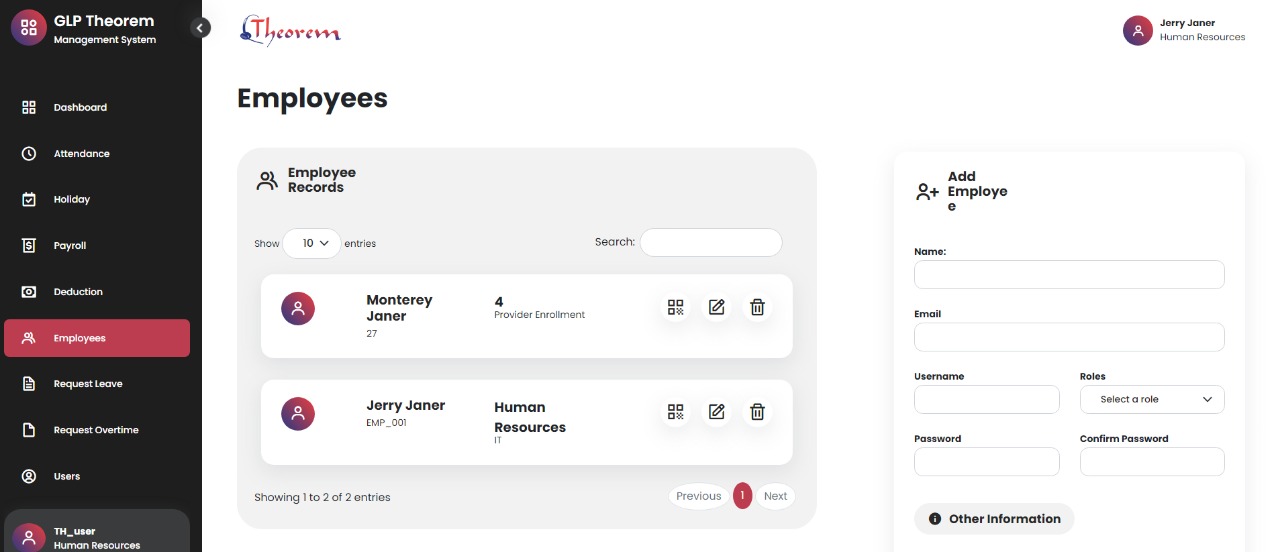 GLP Theorem
Management System
Dashboard
Attendance
Holiday
Payroll
Deduction
Employees
Request Leave
Request Overtime
Users
TH_user
Human Resources
Theorem
Jerry Janer
Human Resources
Employees
Employee
Records
Show 10 entries
Search:
Monterey
Janer
27
4
Provider Enrollment
Jerry Janer
EMP_001
Human
Resources
IT
Showing 1 to 2 of 2 entries
Previous 1 Next
Add
Employe
e
Name:
Email
Username
Roles
Select a role
Password
Confirm Password
Other Information